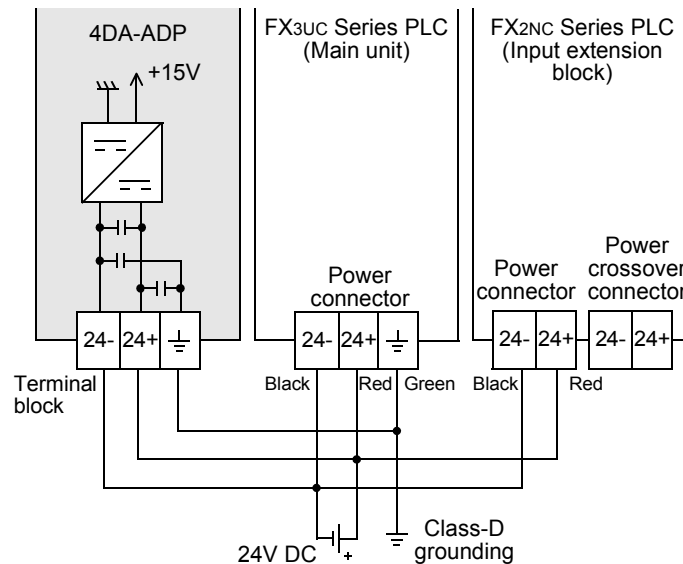 4DA-ADP
+15V
FX3UC Series PLC
(Main unit)
FX2NC Series PLC
(Input extension
block)
Power
connector
Power
connector
Power
crossover
connector
24- 24+
24- 24+
24- 24+
24- 24+
Terminal
block
Black
Red
Green
Black
Red
24V DC
+
Class-D
grounding